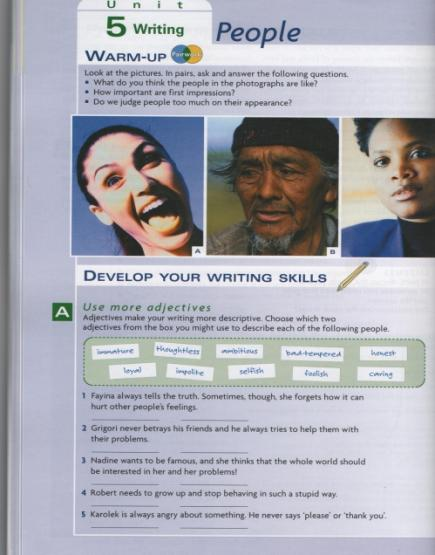 Unit
5 Writing
People
WARM-UP Pairwork
Look at the pictures. In pairs, ask and answer the following questions.
• What do you think the people in the photographs are like?
• How important are first impressions?
• Do we judge people too much on their appearance?
A
B
DEVELOP YOUR WRITING SKILLS
A
Use more adjectives
Adjectives make your writing more descriptive. Choose which two
adjectives from the box you might use to describe each of the following people.
immature thoughtless ambitious bad-tempered honest
loyal impolite selfish foolish caring
1 Fayina always tells the truth. Sometimes, though, she forgets how it can
hurt other people's feelings.
2 Grigori never betrays his friends and he always tries to help them with
their problems.
3 Nadine wants to be famous, and she thinks that the whole world should
be interested in her and her problems!
4 Robert needs to grow up and stop behaving in such a stupid way.
5 Karolek is always angry about something. He never says 'please' or 'thank you'.